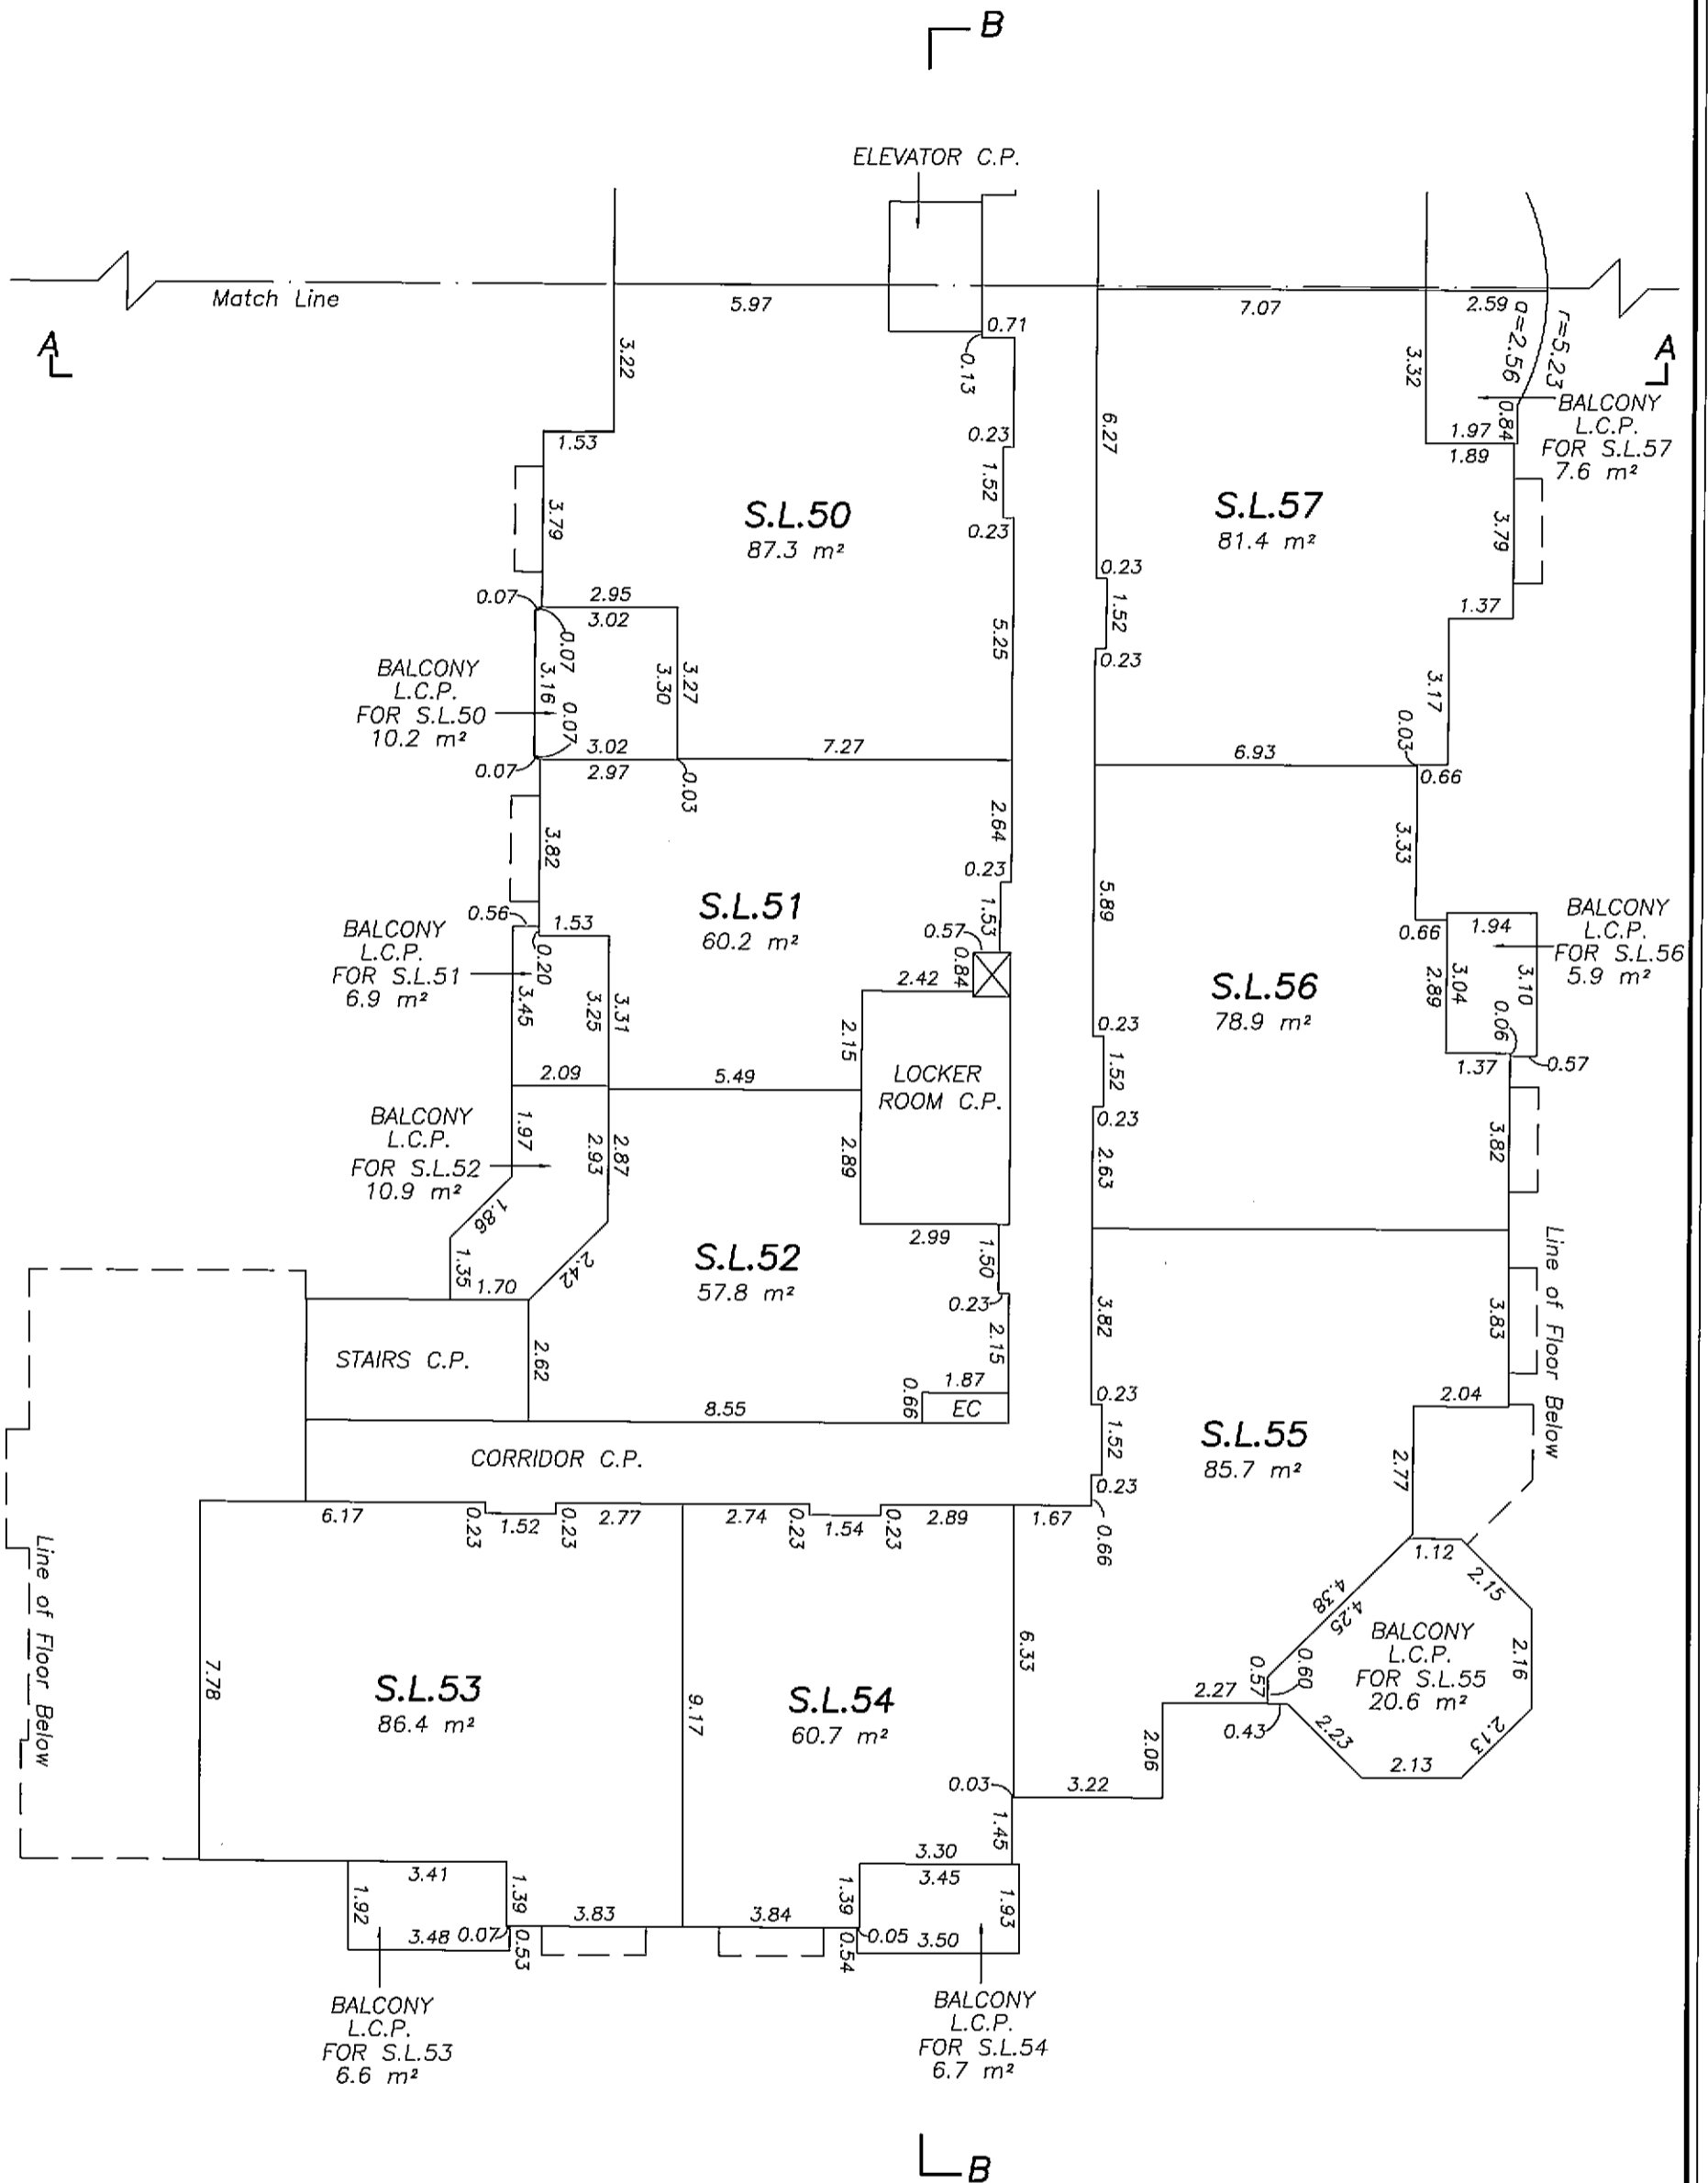 B
ELEVATOR C.P.
Match Line
5.97
7.07
2.59
0.71
0.13
a=2.56
r=5.23
A
A
3.22
3.32
1.53
0.23
1.52
0.23
6.27
1.97
0.84
1.89
BALCONY
L.C.P.
FOR S.L.57
7.6 m²
3.79
S.L.50
87.3 m²
S.L.57
81.4 m²
3.79
0.23
1.52
0.23
1.37
0.07
2.95
3.02
0.07
3.16
0.07
3.30
3.27
5.25
3.17
BALCONY
L.C.P.
FOR S.L.50
10.2 m²
3.02
7.27
0.07
2.97
0.03
6.93
0.03
0.66
2.64
3.82
0.23
3.33
5.89
S.L.51
60.2 m²
0.56
1.53
0.20
1.53
0.57
0.84
2.42
BALCONY
L.C.P.
FOR S.L.51
6.9 m²
3.45
3.25
3.31
2.15
0.66
1.94
BALCONY
L.C.P.
FOR S.L.56
5.9 m²
2.89
3.04
3.10
0.06
S.L.56
78.9 m²
0.23
1.52
0.23
1.37
0.57
2.09
5.49
LOCKER
ROOM C.P.
BALCONY
L.C.P.
FOR S.L.52
10.9 m²
1.97
2.93
2.87
2.89
2.63
3.82
1.86
1.35
1.70
2.42
S.L.52
57.8 m²
2.99
1.50
0.23
2.15
3.82
3.83
Line of Floor Below
STAIRS C.P.
2.62
8.55
0.66
1.87
EC
0.23
1.52
0.23
2.04
S.L.55
85.7 m²
2.77
CORRIDOR C.P.
6.17
0.23
1.52
0.23
2.77
2.74
0.23
1.54
0.23
2.89
1.67
0.66
1.12
2.15
4.38
4.25
Line of Floor Below
7.78
S.L.53
86.4 m²
9.17
S.L.54
60.7 m²
6.33
BALCONY
L.C.P.
FOR S.L.55
20.6 m²
2.16
0.57
0.60
2.27
0.43
2.23
2.13
2.13
2.06
0.03
3.22
1.45
3.41
1.39
1.92
3.48
0.07
0.53
3.83
3.84
1.39
0.05
0.54
3.30
3.45
1.93
3.50
BALCONY
L.C.P.
FOR S.L.53
6.6 m²
BALCONY
L.C.P.
FOR S.L.54
6.7 m²
B